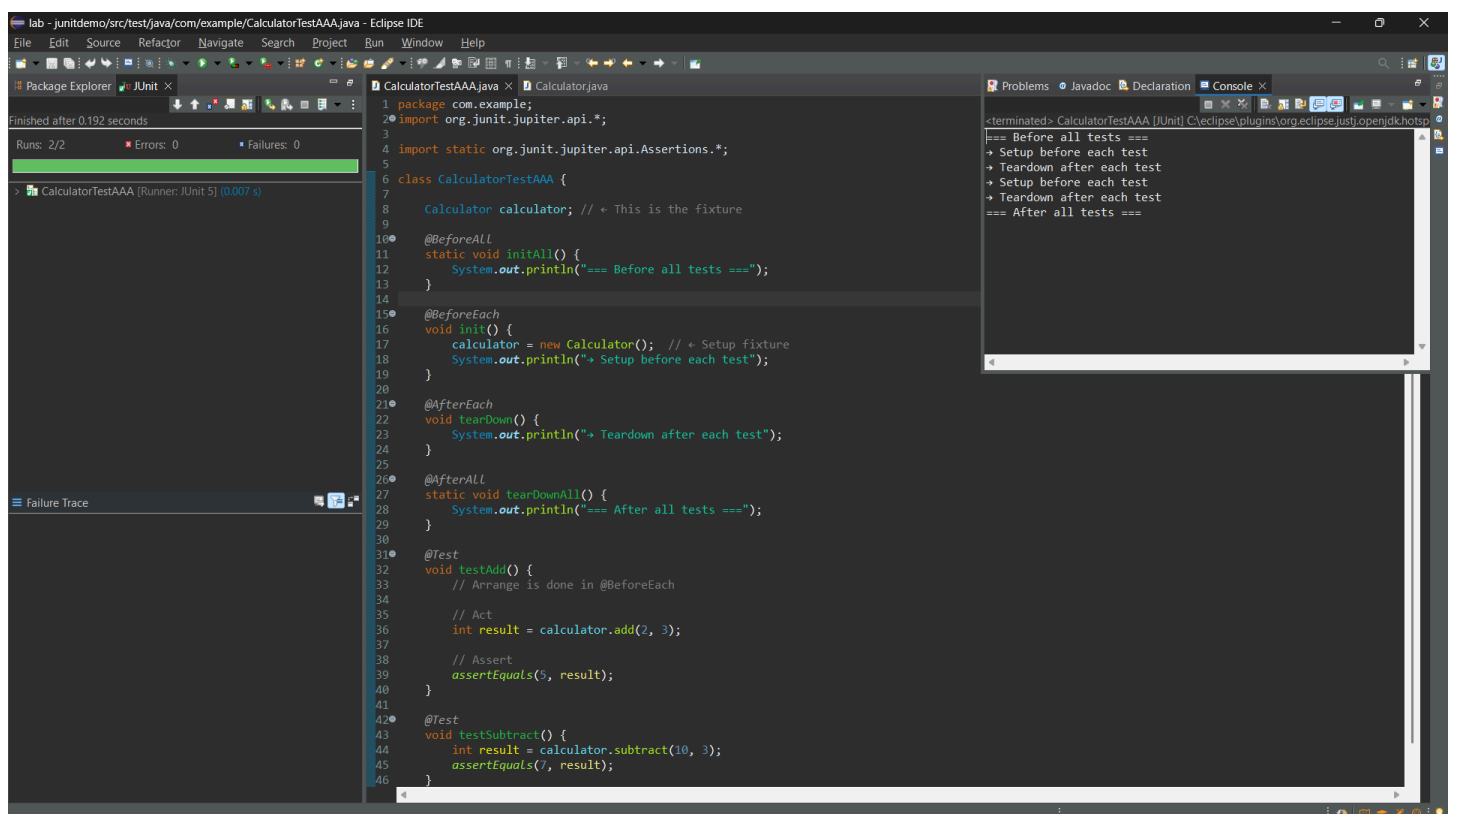 lab - junitdemo/src/test/java/com/example/CalculatorTestAAA.java - Eclipse IDE
File Edit Source Refactor Navigate Search Project Run Window Help
Package Explorer JUnit
Finished after 0.192 seconds
Runs: 2/2 Errors: 0 Failures: 0
CalculatorTestAAA [Runner: JUnit 5] (0.007 s)
Failure Trace
CalculatorTestAAA.java Calculator.java
1 package com.example;
2 import org.junit.jupiter.api.*;
3
4 import static org.junit.jupiter.api.Assertions.*;
5
6 class CalculatorTestAAA {
7
8 Calculator calculator; // ← This is the fixture
9
10 @BeforeAll
11 static void initAll() {
12 System.out.println("=== Before all tests ===");
13 }
14
15 @BeforeEach
16 void init() {
17 calculator = new Calculator(); // ← Setup fixture
18 System.out.println("→ Setup before each test");
19 }
20
21 @AfterEach
22 void tearDown() {
23 System.out.println("→ Teardown after each test");
24 }
25
26 @AfterAll
27 static void tearDownAll() {
28 System.out.println("=== After all tests ===");
29 }
30
31 @Test
32 void testAdd() {
33 // Arrange is done in @BeforeEach
34
35 // Act
36 int result = calculator.add(2, 3);
37
38 // Assert
39 assertEquals(5, result);
40 }
41
42 @Test
43 void testSubtract() {
44 int result = calculator.subtract(10, 3);
45 assertEquals(7, result);
46 }
Problems Javadoc Declaration Console
<terminated> CalculatorTestAAA [JUnit] C:\eclipse\plugins\org.eclipse.justj.openjdk.hotsp
=== Before all tests ===
→ Setup before each test
→ Teardown after each test
→ Setup before each test
→ Teardown after each test
=== After all tests ===